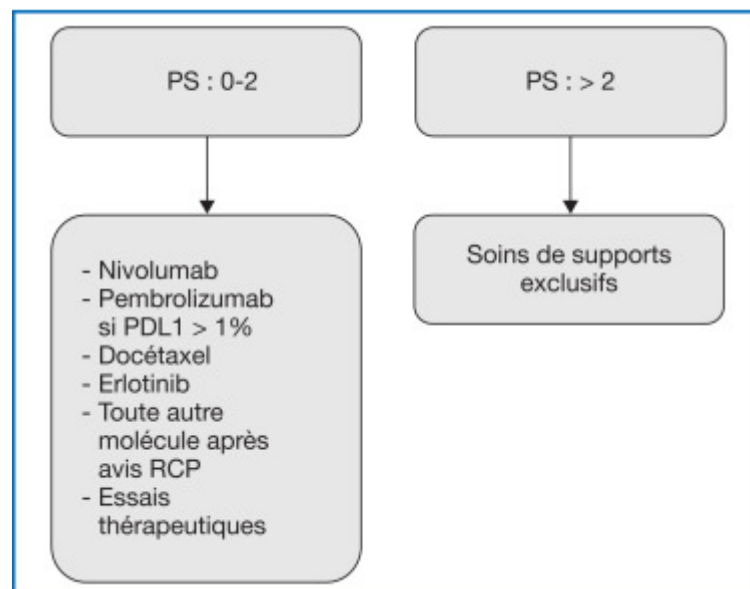 PS : 0-2
PS : > 2
- Nivolumab
- Pembrolizumab
si PDL1 > 1%
- Docétaxel
- Erlotinib
- Toute autre
molécule après
avis RCP
- Essais
thérapeutiques
Soins de supports
exclusifs